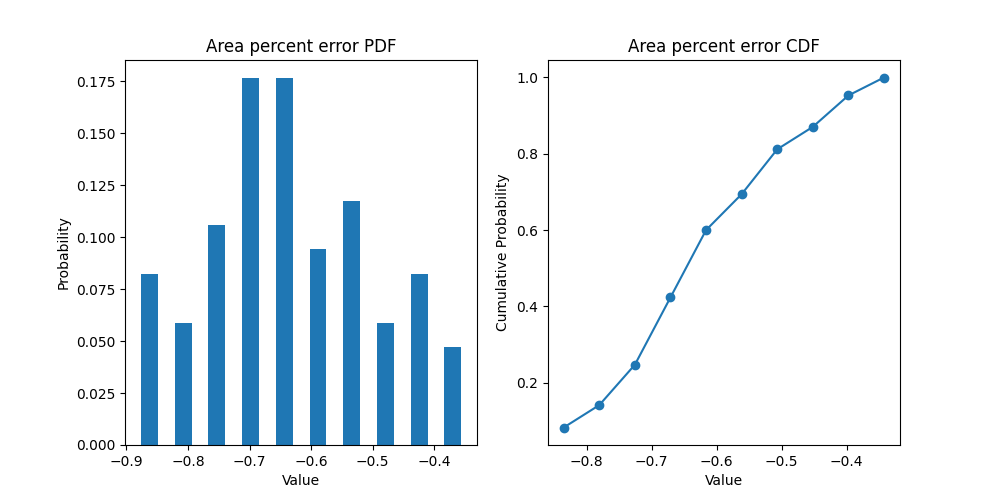 Area percent error PDF
Probability
0.175
0.150
0.125
0.100
0.075
0.050
0.025
0.000
−0.9 −0.8 −0.7 −0.6 −0.5 −0.4
Value
Area percent error CDF
Cumulative Probability
1.0
0.8
0.6
0.4
0.2
−0.8 −0.7 −0.6 −0.5 −0.4
Value